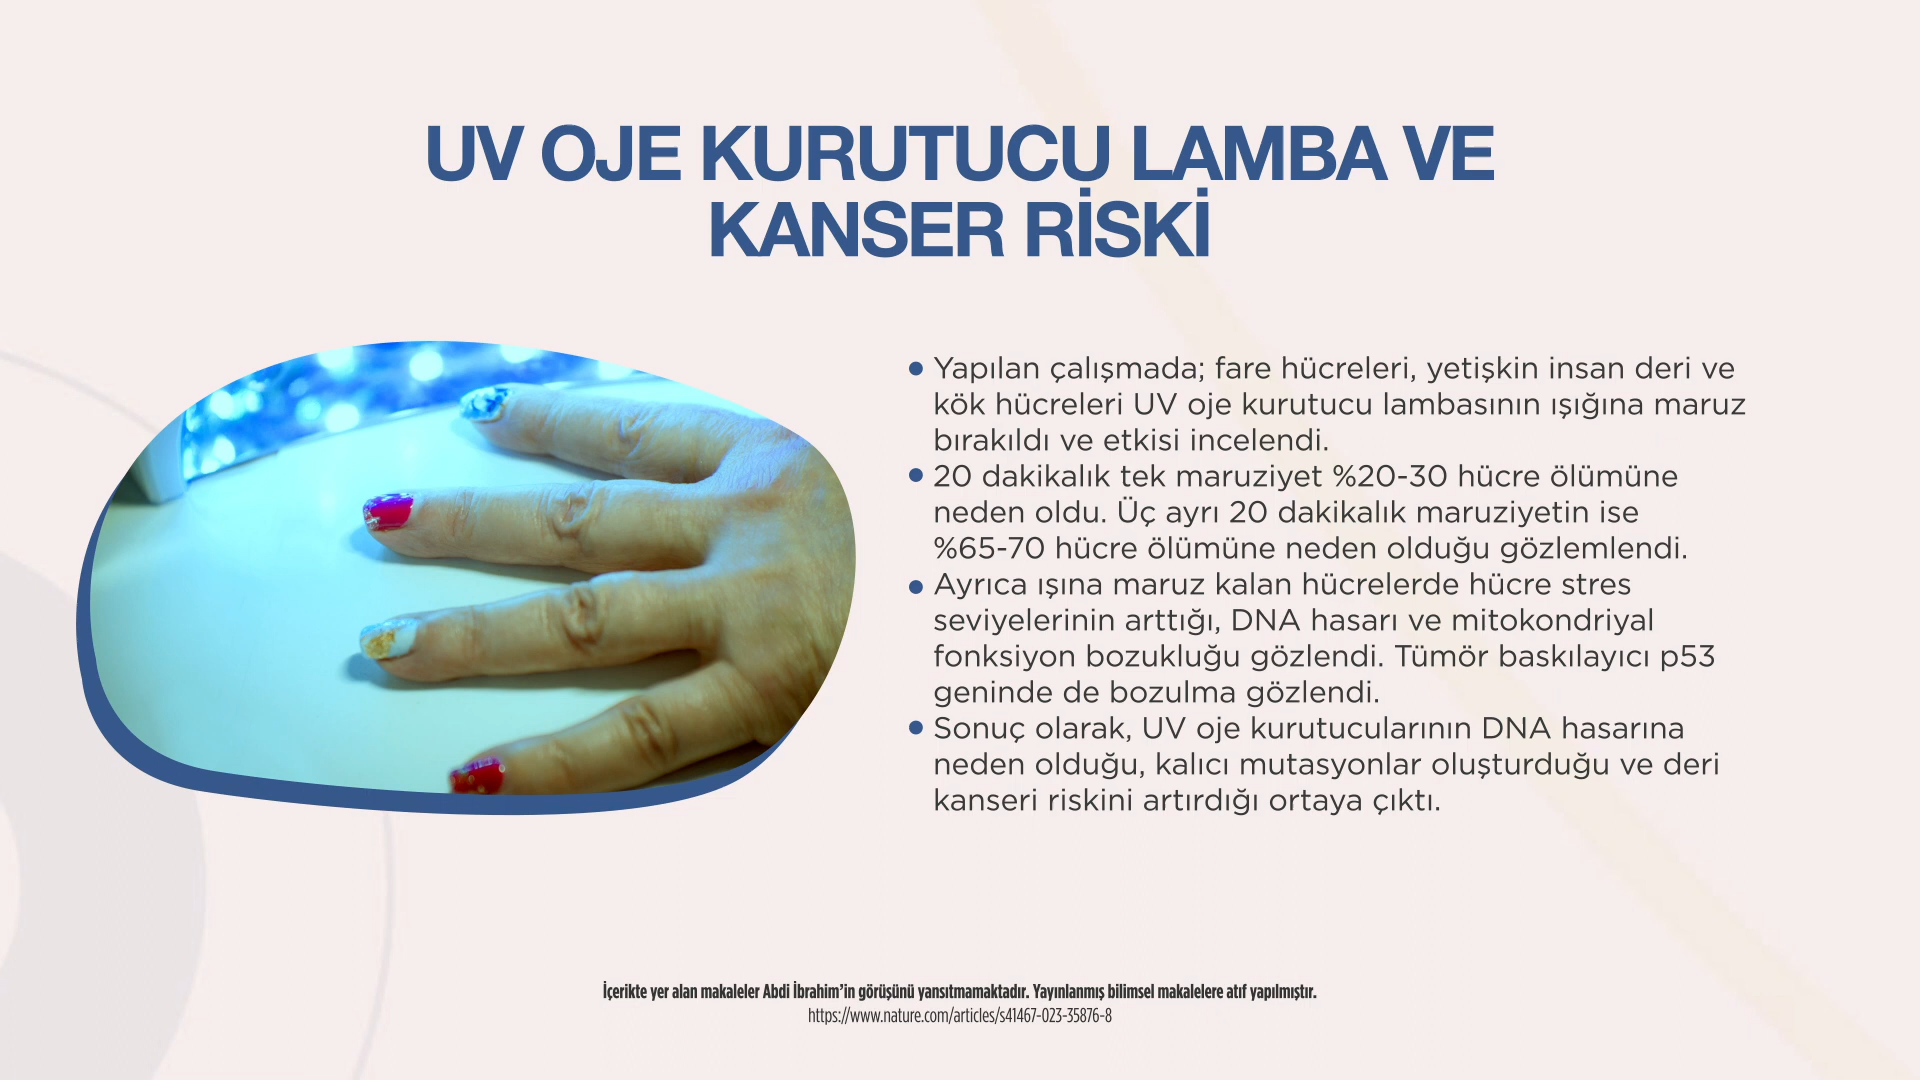 UV OJE KURUTUCU LAMBA VE
KANSER RİSKİ
• Yapılan çalışmada; fare hücreleri, yetişkin insan deri ve
kök hücreleri UV oje kurutucu lambasının ışığına maruz
bırakıldı ve etkisi incelendi.
• 20 dakikalık tek maruziyet %20-30 hücre ölümüne
neden oldu. Üç ayrı 20 dakikalık maruziyetin ise
%65-70 hücre ölümüne neden olduğu gözlemlendi.
• Ayrıca ışına maruz kalan hücrelerde hücre stres
seviyelerinin arttığı, DNA hasarı ve mitokondriyal
fonksiyon bozukluğu gözlendi. Tümör baskılayıcı p53
geninde de bozulma gözlendi.
• Sonuç olarak, UV oje kurutucularının DNA hasarına
neden olduğu, kalıcı mutasyonlar oluşturduğu ve deri
kanseri riskini artırdığı ortaya çıktı.
İçerikte yer alan makaleler Abdi İbrahim’in görüşünü yansıtmamaktadır. Yayınlanmış bilimsel makalelere atıf yapılmıştır.
https://www.nature.com/articles/s41467-023-35876-8